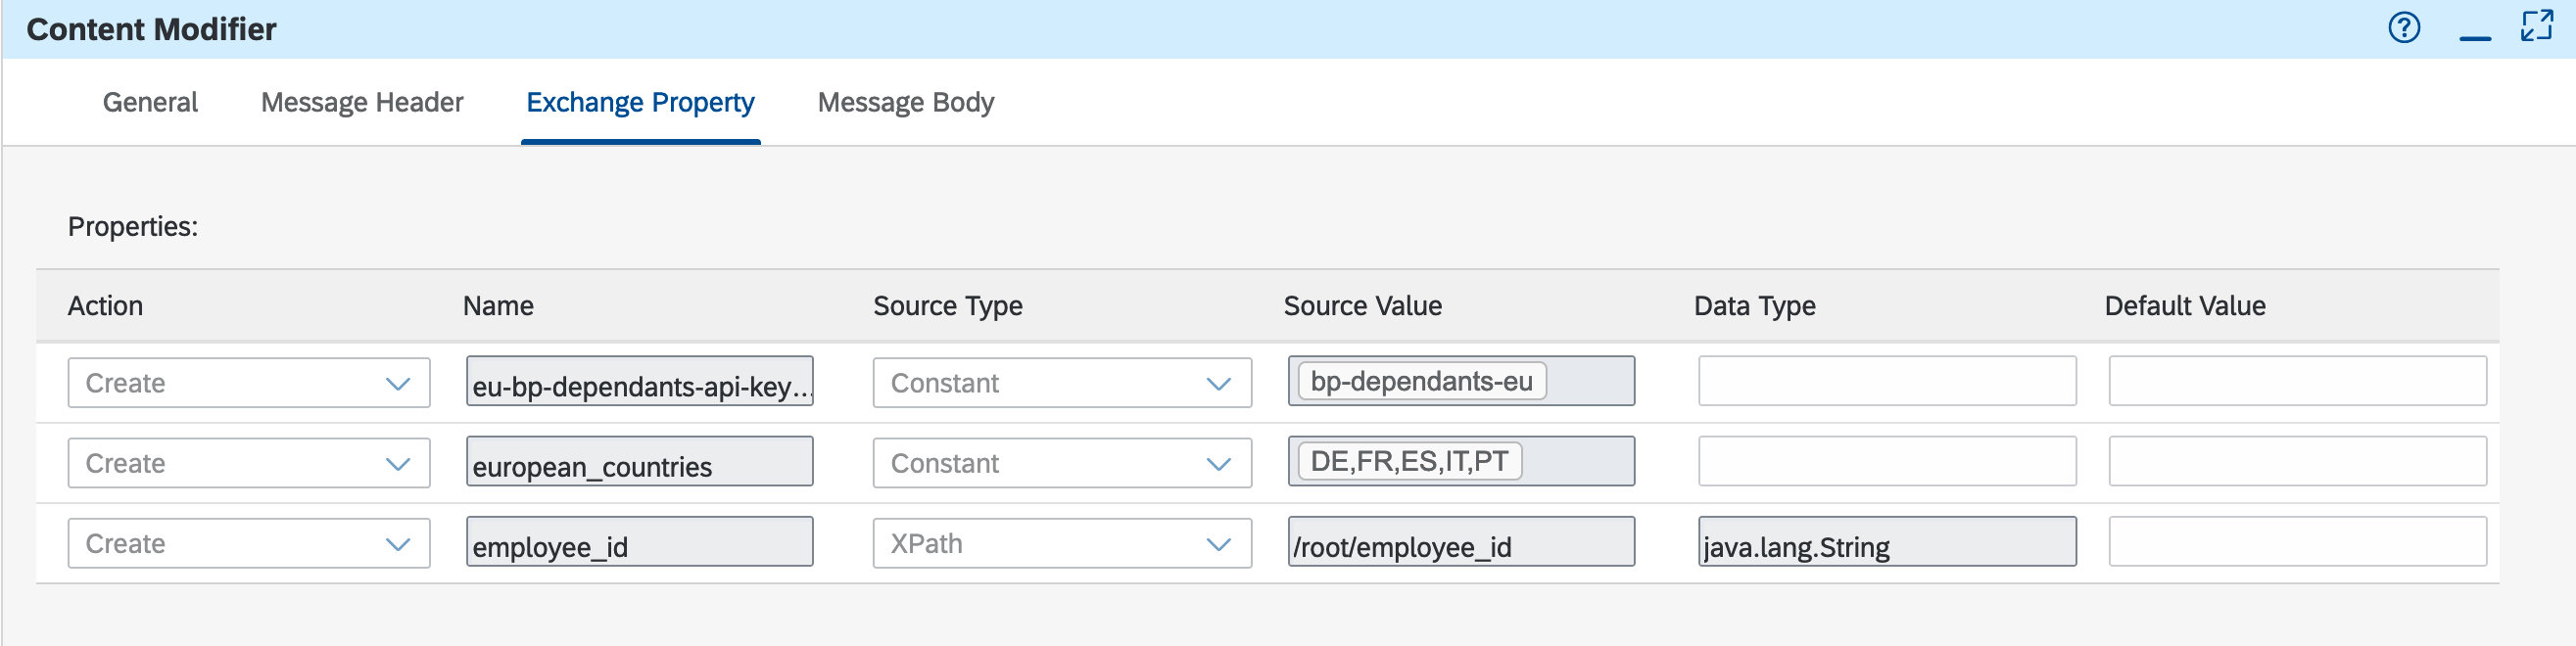 Content Modifier
General Message Header Exchange Property Message Body
Properties:
Action Name Source Type Source Value Data Type Default Value
Create eu-bp-dependants-api-key... Constant bp-dependants-eu
Create european_countries Constant DE,FR,ES,IT,PT
Create employee_id XPath /root/employee_id java.lang.String